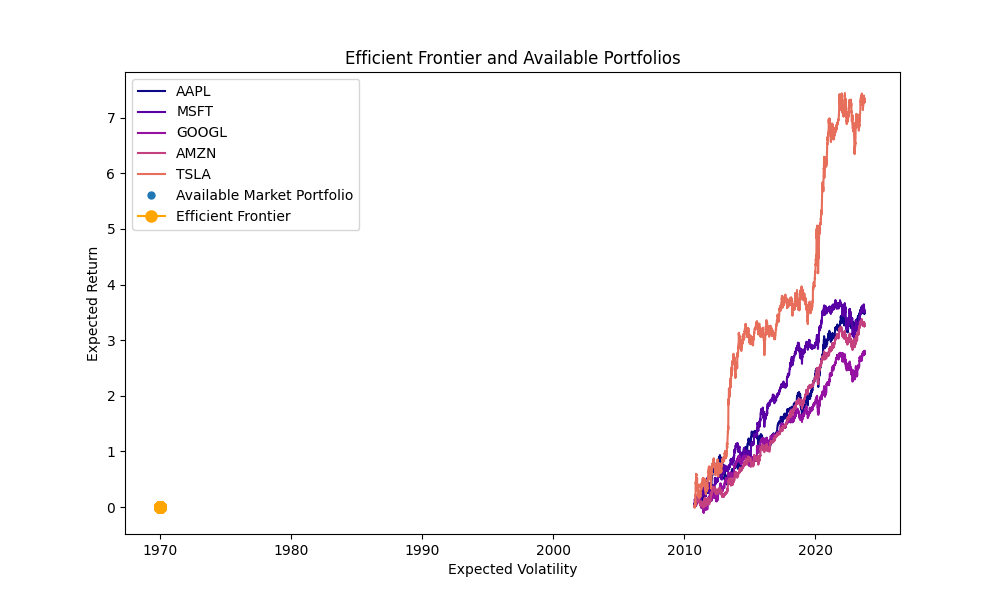 Efficient Frontier and Available Portfolios
AAPL
MSFT
GOOGL
AMZN
TSLA
Available Market Portfolio
Efficient Frontier
Expected Return
7
6
5
4
3
2
1
0
1970 1980 1990 2000 2010 2020
Expected Volatility